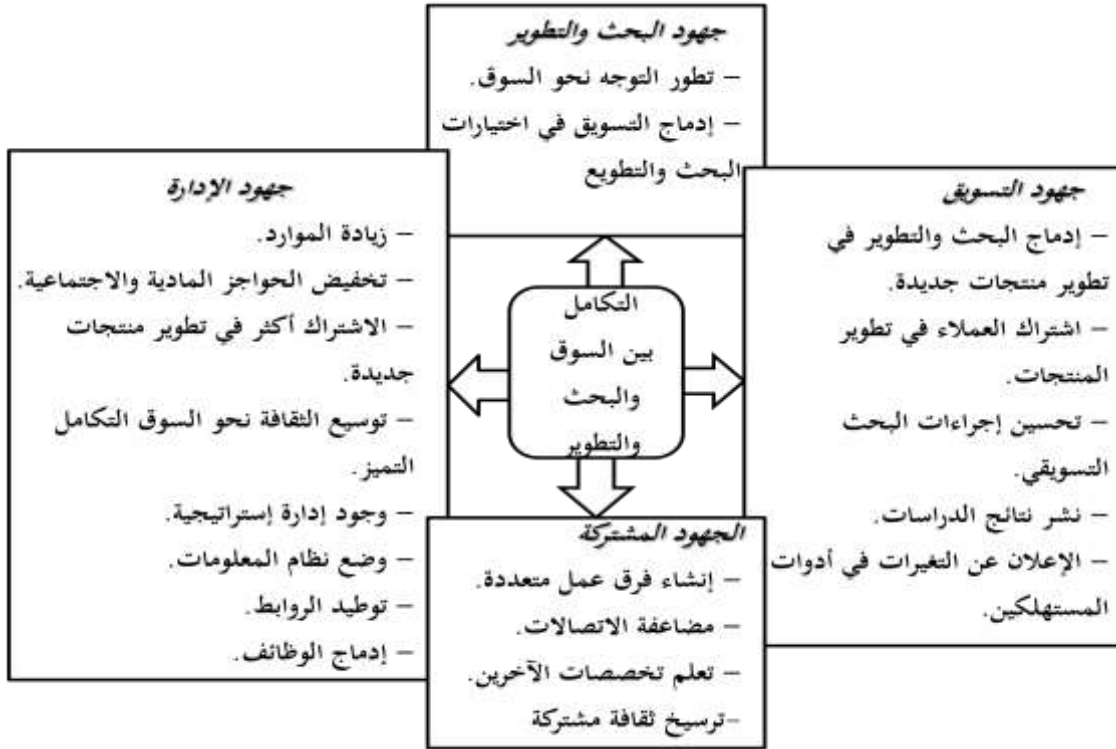 جهود البحث والتطوير
– تطور التوجه نحو السوق.
– إدماج التسويق في اختيارات
البحث والتطويع
جهود التسويق
– إدماج البحث والتطوير في
تطوير منتجات جديدة.
– اشتراك العملاء في تطوير
المنتجات.
– تحسين إجراءات البحث
التسويقي.
– نشر نتائج الدراسات.
– الإعلان عن التغيرات في أدوات
المستهلكين.
التكامل
بين السوق
والبحث
والتطوير
جهود الإدارة
– زيادة الموارد.
– تخفيض الحواجز المادية والاجتماعية.
– الاشتراك أكثر في تطوير منتجات
جديدة.
– توسيع الثقافة نحو السوق التكامل
التميز.
– وجود إدارة إستراتيجية.
– وضع نظام المعلومات.
– توطيد الروابط.
– إدماج الوظائف.
الجهود المشتركة
– إنشاء فرق عمل متعددة.
– مضاعفة الاتصالات.
– تعلم تخصصات الآخرين.
–ترسيخ ثقافة مشتركة